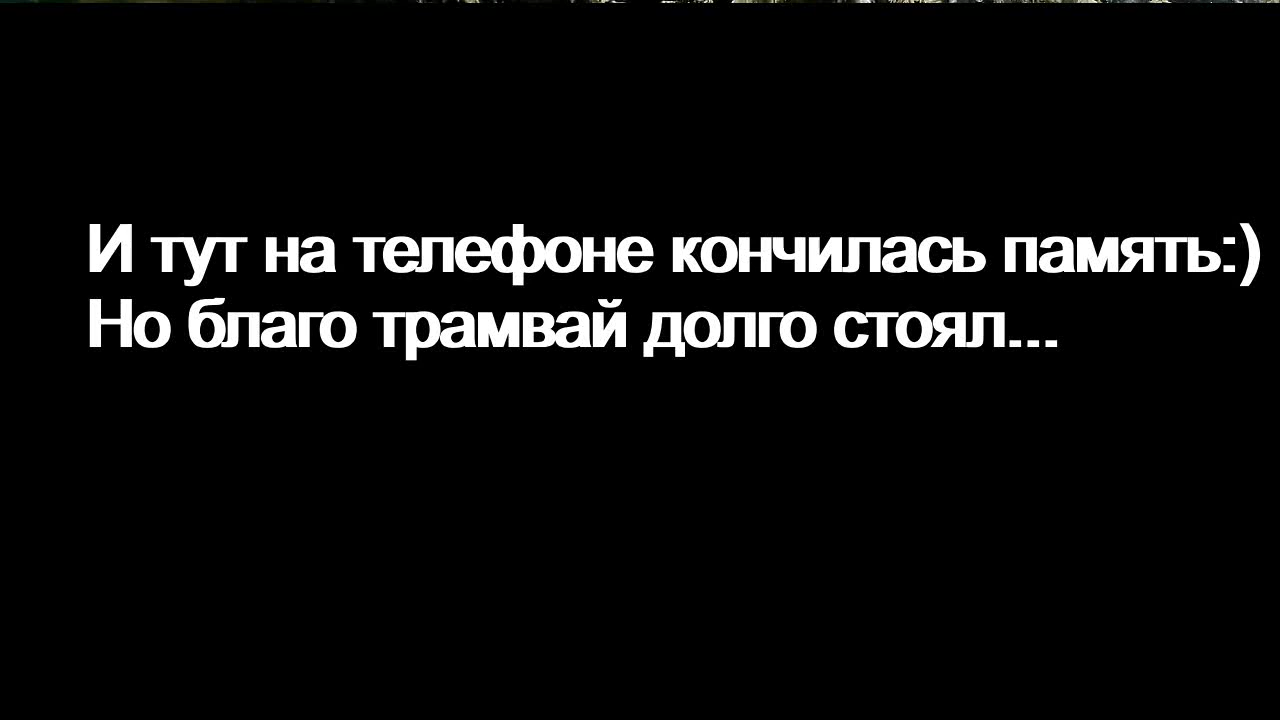 И тут на телефоне кончилась память:)
Но благо трамвай долго стоял...